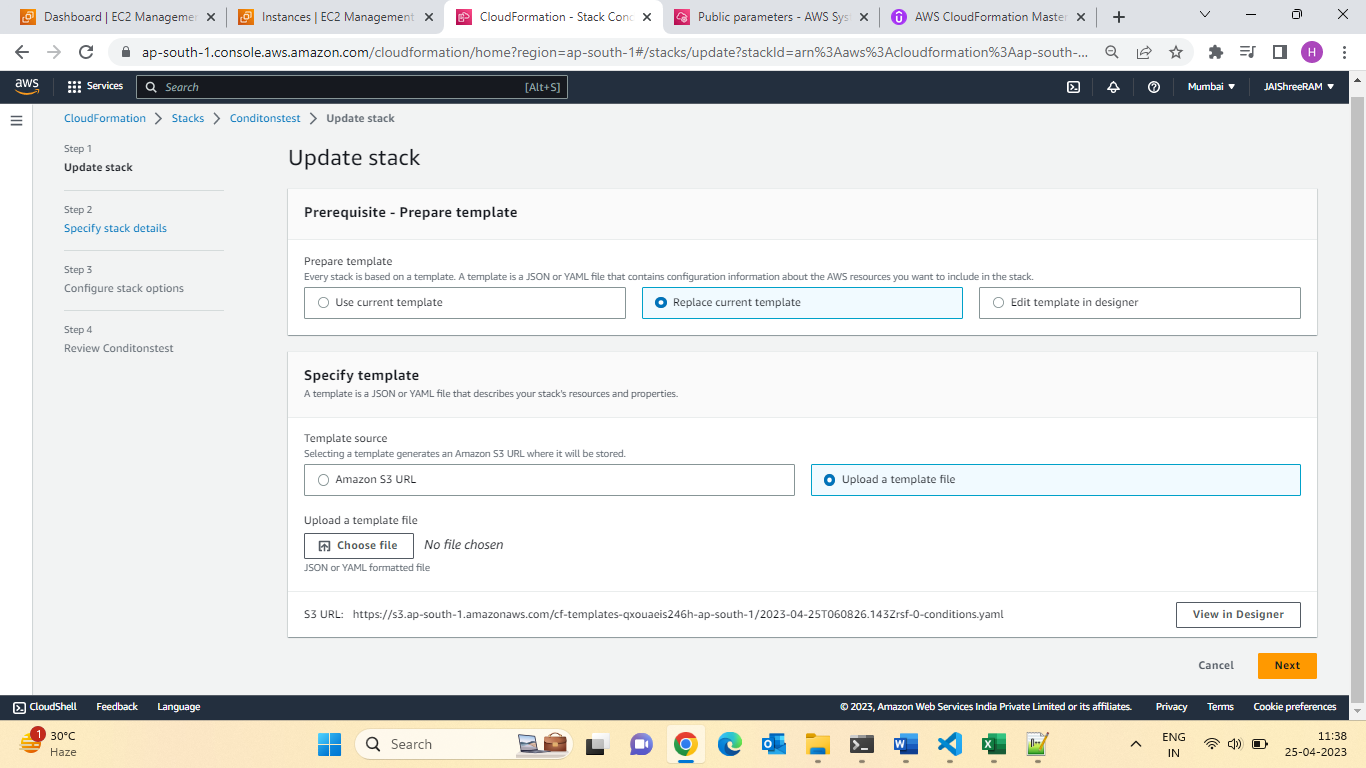 Dashboard | EC2 Managemen
Instances | EC2 Management
CloudFormation - Stack Conc
Public parameters - AWS Sys
AWS CloudFormation Master
ap-south-1.console.aws.amazon.com/cloudformation/home?region=ap-south-1#/stacks/update?stackId=arn%3Aaws%3Acloudformation%3Aap-south-...
H
aws
Services
Search
[Alt+S]
Mumbai
JAIShreeRAM
CloudFormation
Stacks
Conditonstest
Update stack
Step 1
Update stack
Step 2
Specify stack details
Step 3
Configure stack options
Step 4
Review Conditonstest
Update stack
Prerequisite - Prepare template
Prepare template
Every stack is based on a template. A template is a JSON or YAML file that contains configuration information about the AWS resources you want to include in the stack.
Use current template
Replace current template
Edit template in designer
Specify template
A template is a JSON or YAML file that describes your stack's resources and properties.
Template source
Selecting a template generates an Amazon S3 URL where it will be stored.
Amazon S3 URL
Upload a template file
Upload a template file
Choose file
No file chosen
JSON or YAML formatted file
S3 URL: https://s3.ap-south-1.amazonaws.com/cf-templates-qxouaeis246h-ap-south-1/2023-04-25T060826.143Zrsf-0-conditions.yaml
View in Designer
Cancel
Next
CloudShell
Feedback
Language
© 2023, Amazon Web Services India Private Limited or its affiliates.
Privacy
Terms
Cookie preferences
1
30°C
Haze
Search
ENG
IN
11:38
25-04-2023